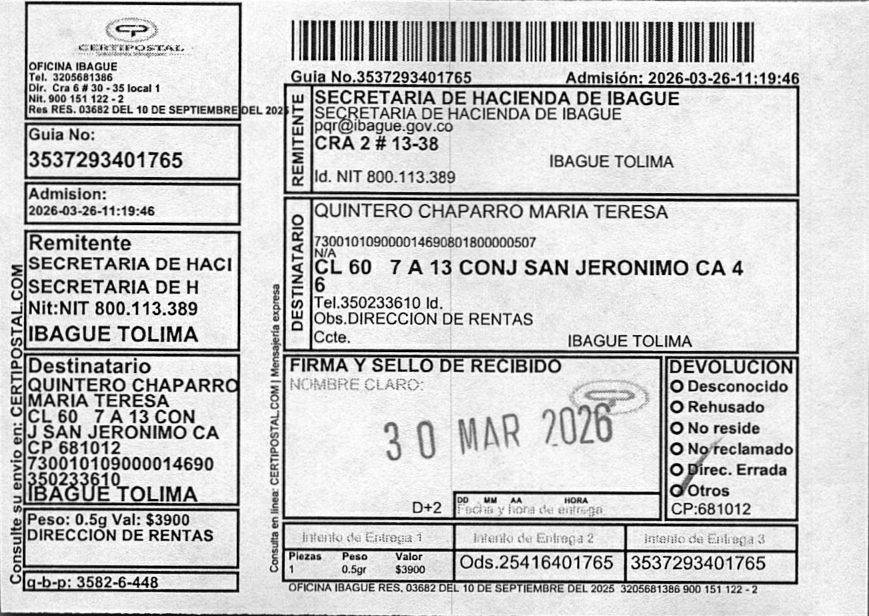 CERTIPOSTAL
OFICINA IBAGUE
Tel. 3205681386
Dir. Cra 6 # 30 - 35 local 1
Nit. 900 151 122 - 2
Res RES. 03682 DEL 10 DE SEPTIEMBRE DEL 2025
Guia No:
3537293401765
Admision:
2026-03-26-11:19:46
Remitente
SECRETARIA DE HACI
SECRETARIA DE H
Nit:NIT 800.113.389
IBAGUE TOLIMA
Destinatario
QUINTERO CHAPARRO
MARIA TERESA
CL 60 7 A 13 CON
J SAN JERONIMO CA
CP 681012
730010109000014690
350233610
IBAGUE TOLIMA
Peso: 0.5g Val: $3900
DIRECCION DE RENTAS
g-b-p: 3582-6-448
Consulte su envio en: CERTIPOSTAL.COM
Guia No.3537293401765 Admisión: 2026-03-26-11:19:46
REMITENTE
SECRETARIA DE HACIENDA DE IBAGUE
SECRETARIA DE HACIENDA DE IBAGUE
pqr@ibague.gov.co
CRA 2 # 13-38
IBAGUE TOLIMA
Id. NIT 800.113.389
DESTINATARIO
QUINTERO CHAPARRO MARIA TERESA
730010109000014690801800000507
N/A
CL 60 7 A 13 CONJ SAN JERONIMO CA 4
6
Tel.350233610 Id.
Obs.DIRECCION DE RENTAS
Ccte. IBAGUE TOLIMA
Consulta en linea: CERTIPOSTAL.COM | Mensajería expresa
FIRMA Y SELLO DE RECIBIDO
NOMBRE CLARO:
30 MAR 2026
D+2
DD MM AA HORA
Fecha y hora de entrega
DEVOLUCION
Desconocido
Rehusado
No reside
No reclamado
Direc. Errada
Otros
CP:681012
Intento de Entrega 1 Intento de Entrega 2 Intento de Entrega 3
Piezas Peso Valor
1 0.5gr $3900
Ods.25416401765 3537293401765
OFICINA IBAGUE RES. 03682 DEL 10 DE SEPTIEMBRE DEL 2025 3205681386 900 151 122 - 2